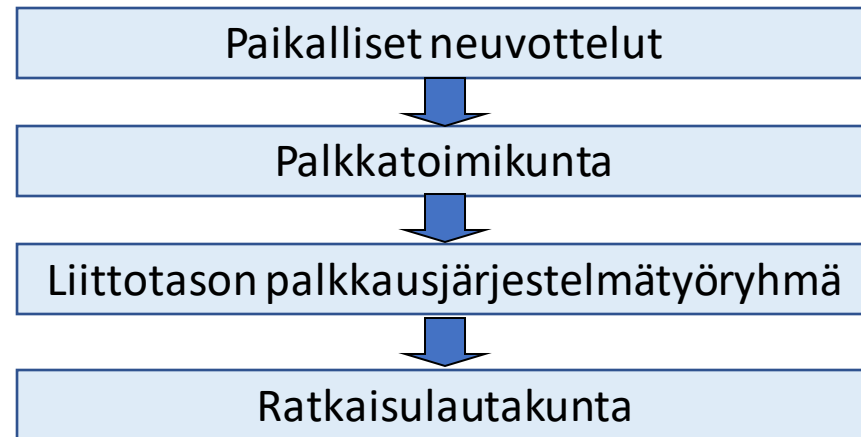 Paikalliset neuvottelut
Palkkatoimikunta
Liittotason palkkausjärjestelmätyöryhmä
Ratkaisulautakunta